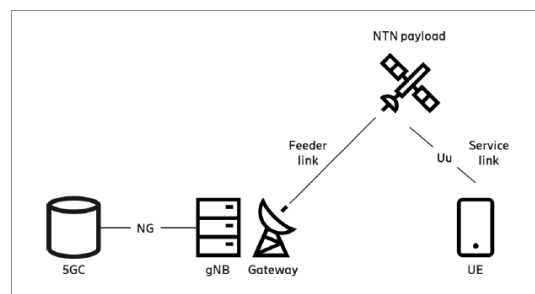 NTN payload
Feeder
link
Uu
Service
link
NG
5GC
gNB
Gateway
UE